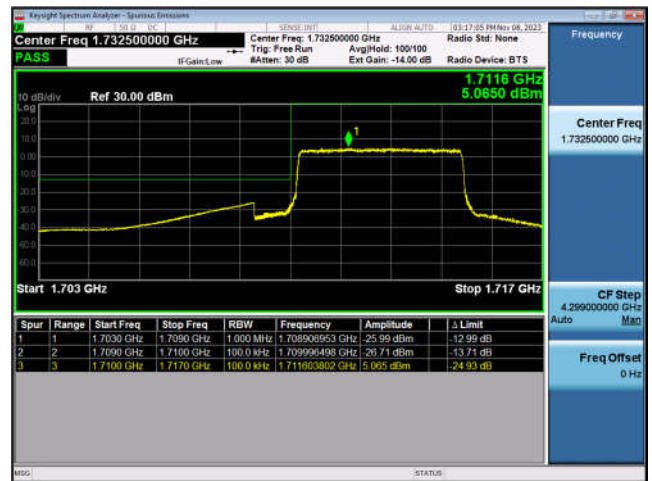 Keysight Spectrum Analyzer - Spurious Emissions
RF 50 Ω DC SENSE:INT ALIGN AUTO 03:17:05 PM Nov 08, 2023
Center Freq 1.732500000 GHz
Center Freq: 1.732500000 GHz Radio Std: None
Trig: Free Run Avg|Hold: 100/100
PASS IFGain:Low #Atten: 30 dB Ext Gain: -14.00 dB Radio Device: BTS
Frequency
1.7116 GHz
5.0650 dBm
10 dB/div Ref 30.00 dBm
Log
20.0
10.0
0.00
-10.0
-20.0
-30.0
-40.0
-50.0
-60.0
1
Start 1.703 GHz Stop 1.717 GHz
Center Freq
1.732500000 GHz
CF Step
4.299000000 GHz
Auto Man
Freq Offset
0 Hz
Spur Range Start Freq Stop Freq RBW Frequency Amplitude Δ Limit
1 1 1.7030 GHz 1.7090 GHz 1.000 MHz 1.708906953 GHz -25.99 dBm -12.99 dB
2 2 1.7090 GHz 1.7100 GHz 100.0 kHz 1.709996498 GHz -26.71 dBm -13.71 dB
3 3 1.7100 GHz 1.7170 GHz 100.0 kHz 1.711603802 GHz 5.065 dBm -24.93 dB
MSG STATUS